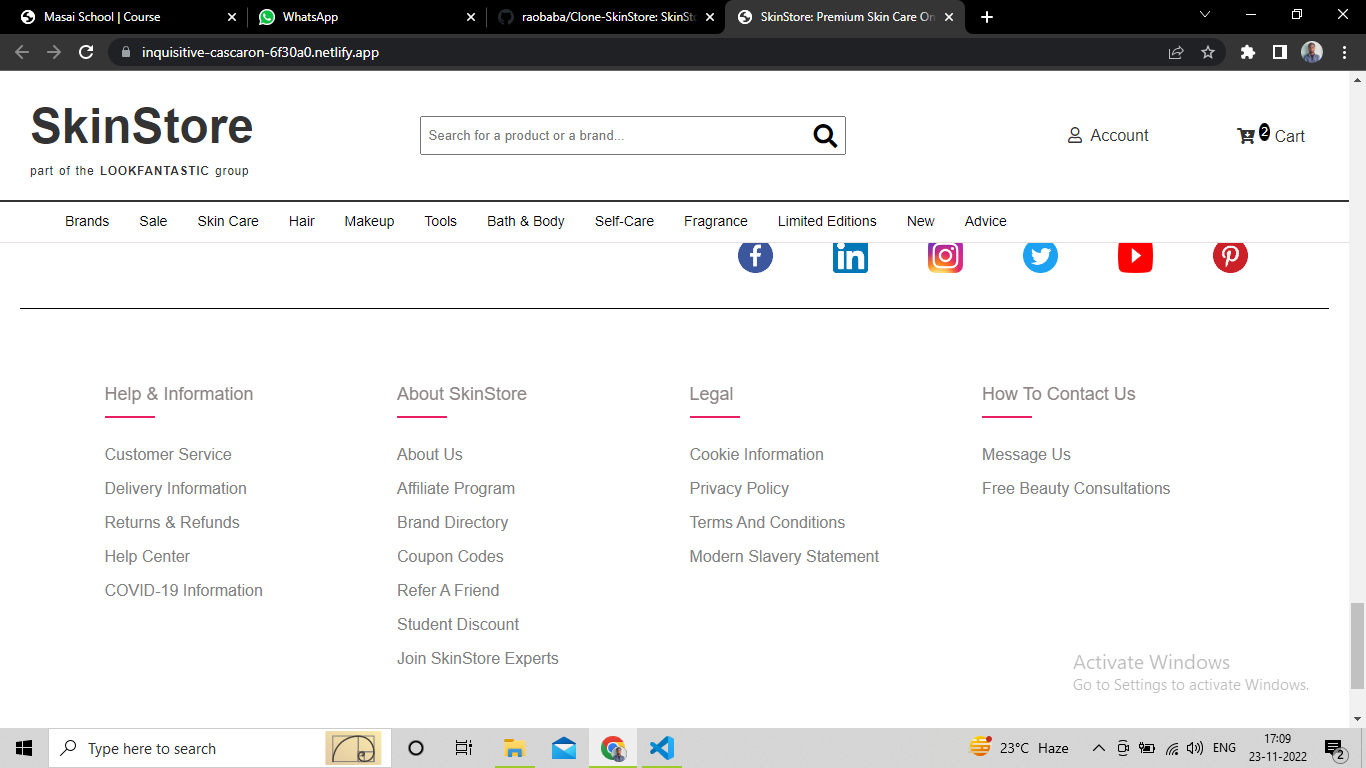 Masai School | Course
WhatsApp
raobaba/Clone-SkinStore: SkinSto
SkinStore: Premium Skin Care On
inquisitive-cascaron-6f30a0.netlify.app
SkinStore
part of the LOOKFANTASTIC group
Search for a product or a brand...
Account
2 Cart
Brands Sale Skin Care Hair Makeup Tools Bath & Body Self-Care Fragrance Limited Editions New Advice
Help & Information
Customer Service
Delivery Information
Returns & Refunds
Help Center
COVID-19 Information
About SkinStore
About Us
Affiliate Program
Brand Directory
Coupon Codes
Refer A Friend
Student Discount
Join SkinStore Experts
Legal
Cookie Information
Privacy Policy
Terms And Conditions
Modern Slavery Statement
How To Contact Us
Message Us
Free Beauty Consultations
Activate Windows
Go to Settings to activate Windows.
Type here to search
23°C Haze
ENG
17:09
23-11-2022
2